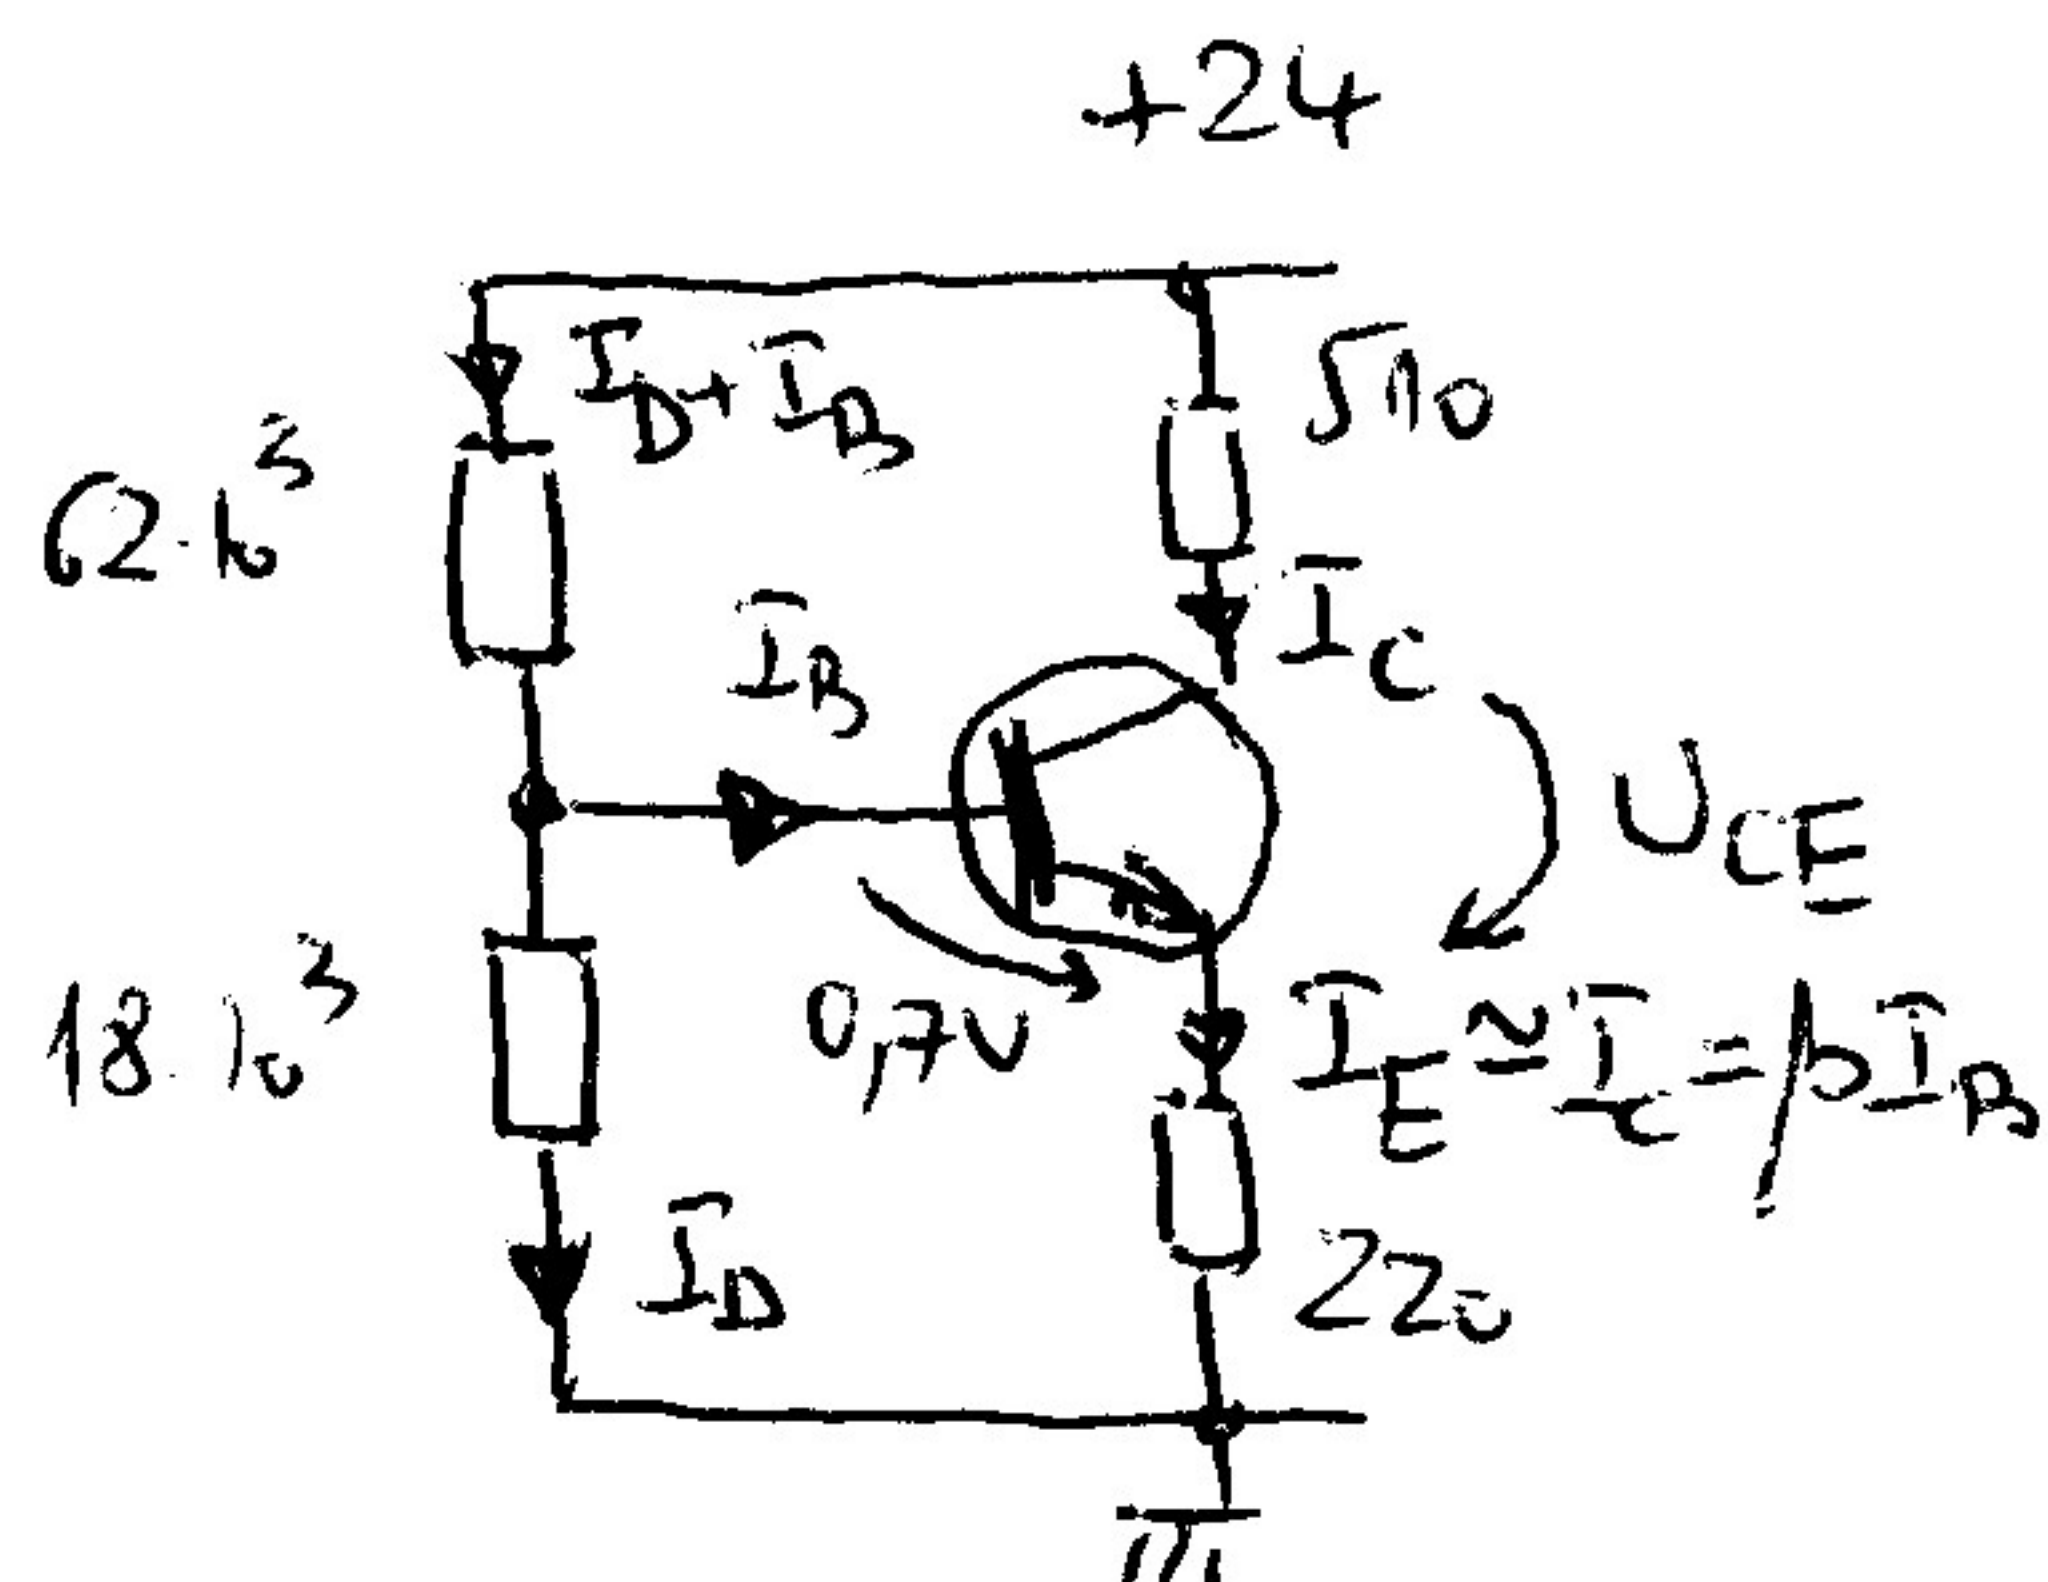 +24
I_D+I_B
510
62·10³
I_C
I_B
U_CE
18·10³
0,7V
I_E≅I_C=βI_B
I_D
220